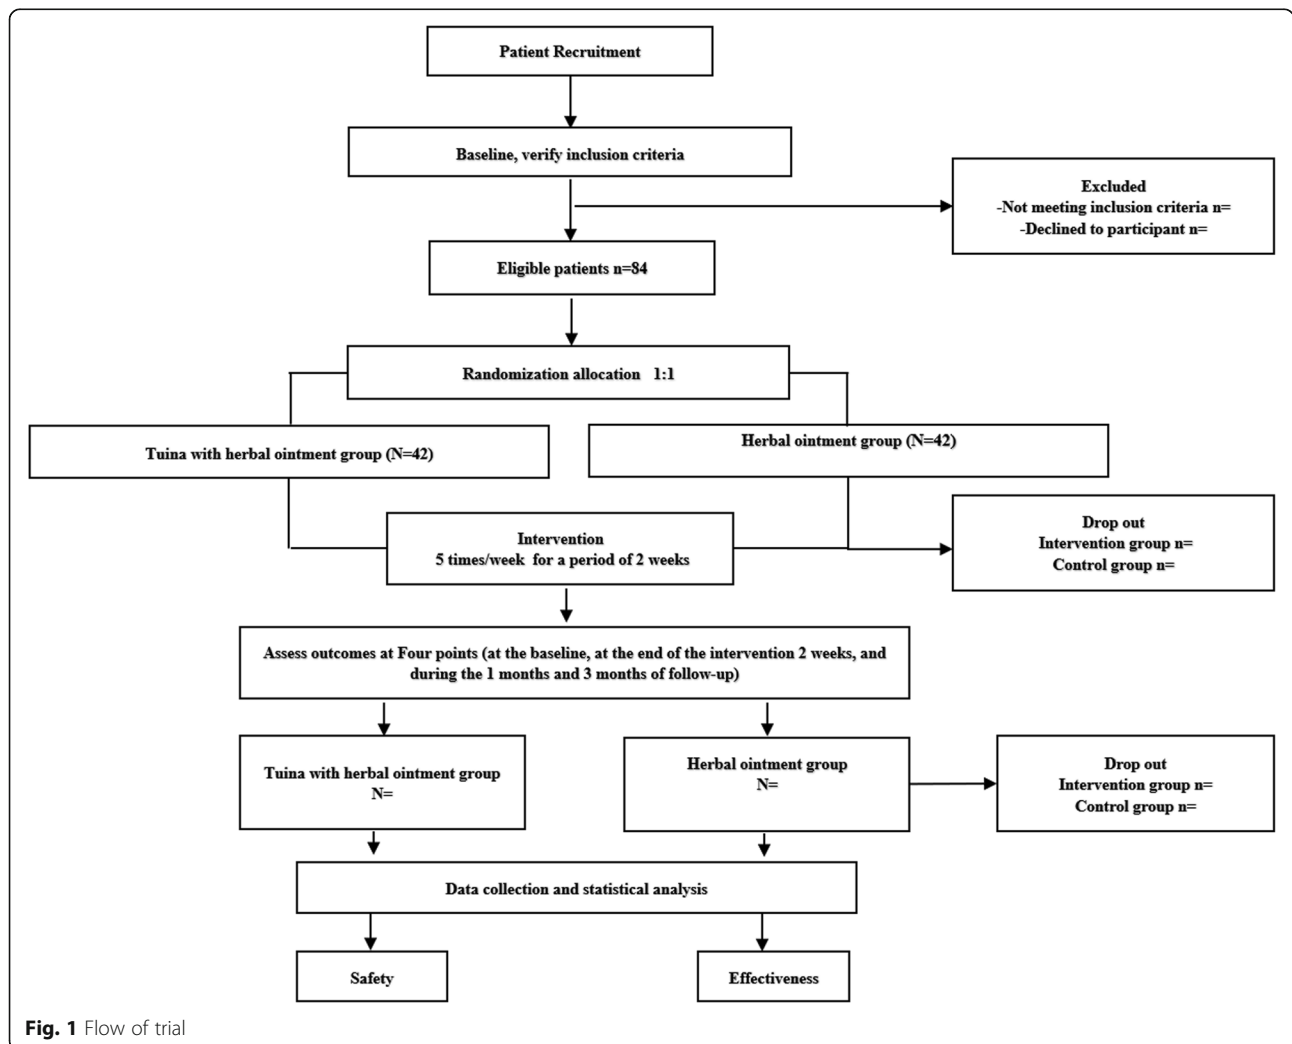 Patient Recruitment
Baseline, verify inclusion criteria
Excluded
-Not meeting inclusion criteria n=
-Declined to participant n=
Eligible patients n=84
Randomization allocation 1:1
Tuina with herbal ointment group (N=42)
Herbal ointment group (N=42)
Intervention
5 times/week for a period of 2 weeks
Drop out
Intervention group n=
Control group n=
Assess outcomes at Four points (at the baseline, at the end of the intervention 2 weeks, and
during the 1 months and 3 months of follow-up)
Tuina with herbal ointment group
N=
Herbal ointment group
N=
Drop out
Intervention group n=
Control group n=
Data collection and statistical analysis
Safety
Effectiveness
Fig. 1 Flow of trial